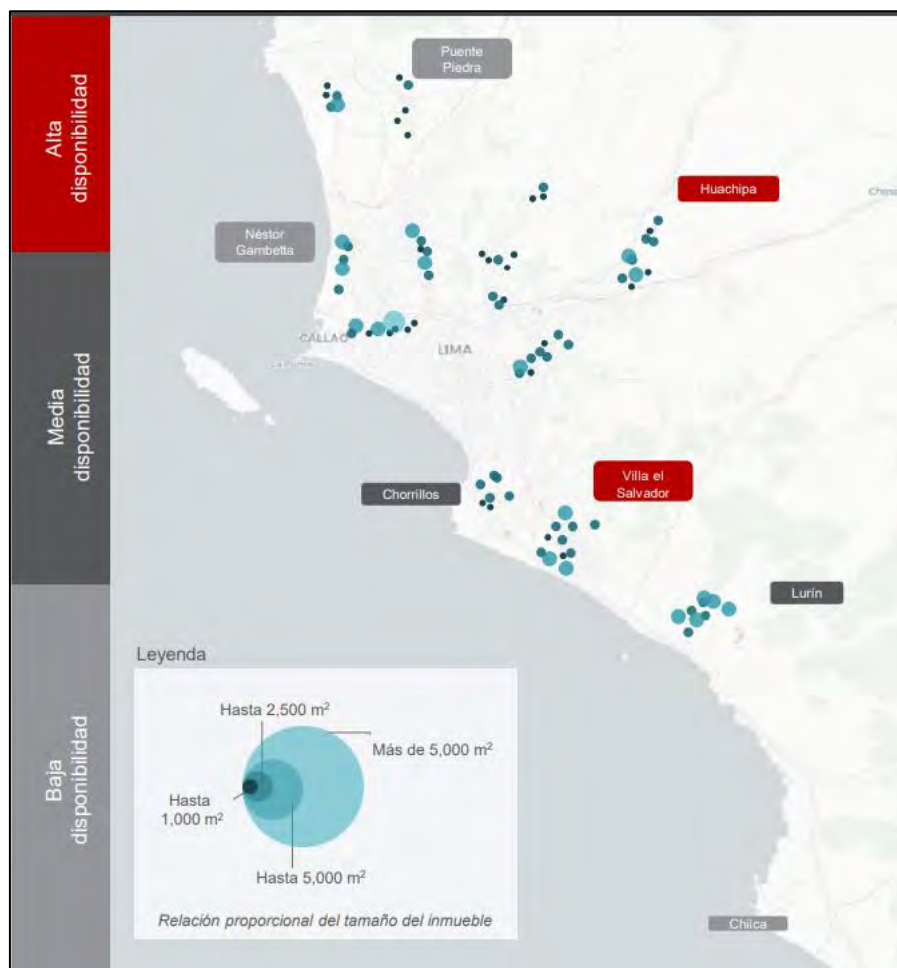 Alta
disponibilidad
Media
disponibilidad
Baja
disponibilidad
Puente
Piedra
Huachipa
Néstor
Gambetta
CALLAO
LIMA
Chorrillos
Villa el
Salvador
Lurín
Leyenda
Hasta 2,500 m²
Más de 5,000 m²
Hasta
1,000 m²
Hasta 5,000 m²
Relación proporcional del tamaño del inmueble
Chilca